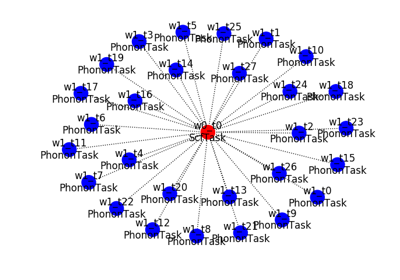 w1_t5
PhononTask
w1_t25
PhononTask
w1_t3
PhononTask
w1_t1
PhononTask
w1_t10
PhononTask
w1_t19
PhononTask
w1_t14
PhononTask
w1_t27
PhononTask
w1_t17
PhononTask
w1_t16
PhononTask
w1_t24
PhononTask
w1_t18
PhononTask
w1_t6
PhononTask
w0_t0
ScfTask
w1_t2
PhononTask
w1_t23
PhononTask
w1_t11
PhononTask
w1_t4
PhononTask
w1_t15
PhononTask
w1_t26
PhononTask
w1_t7
PhononTask
w1_t20
PhononTask
w1_t13
PhononTask
w1_t0
PhononTask
w1_t22
PhononTask
w1_t12
PhononTask
w1_t8
PhononTask
w1_t21
PhononTask
w1_t9
PhononTask